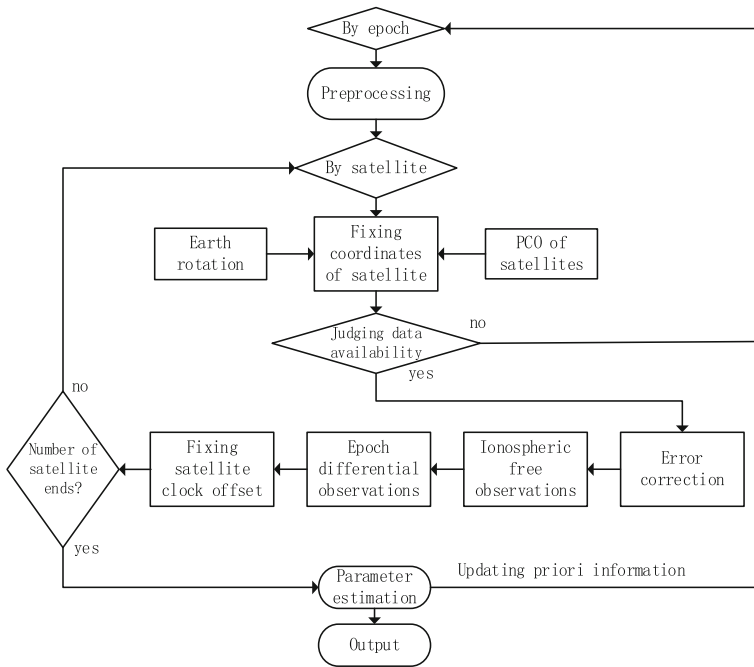 By epoch
Preprocessing
By satellite
Earth
rotation
Fixing
coordinates
of satellite
PCO of
satellites
Judging data
availability
no
yes
no
Number of
satellite
ends?
Fixing
satellite
clock offset
Epoch
differential
observations
Ionospheric
free
observations
Error
correction
yes
Parameter
estimation
Updating priori information
Output